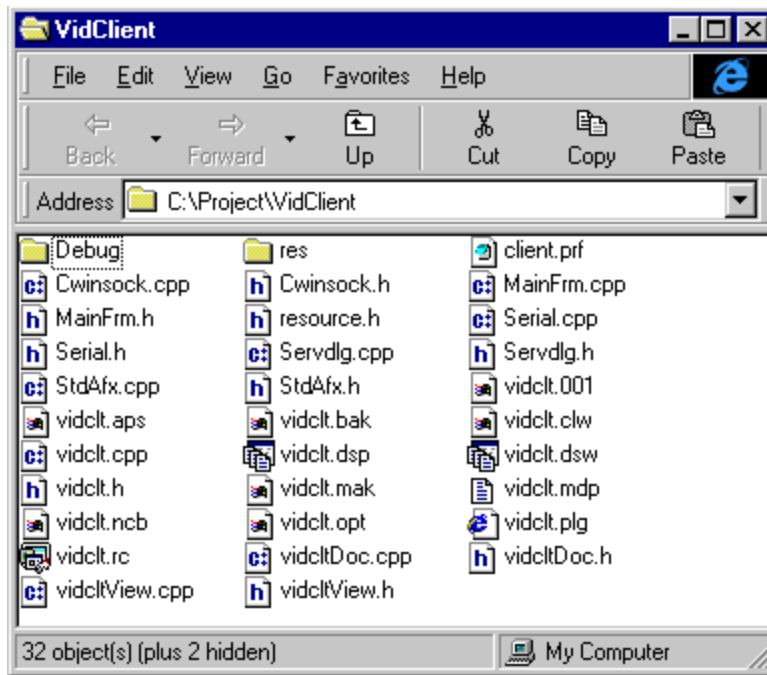 VidClient
File Edit View Go Favorites Help
Back Forward Up Cut Copy Paste
Address C:\Project\VidClient
Debug res client.prf
Cwinsock.cpp Cwinsock.h MainFrm.cpp
MainFrm.h resource.h Serial.cpp
Serial.h Servdlg.cpp Servdlg.h
StdAfx.cpp StdAfx.h vidclt.001
vidclt.aps vidclt.bak vidclt.clw
vidclt.cpp vidclt.dsp vidclt.dsw
vidclt.h vidclt.mak vidclt.mdp
vidclt.ncb vidclt.opt vidclt.plg
vidclt.rc vidcltDoc.cpp vidcltDoc.h
vidcltView.cpp vidcltView.h
32 object(s) (plus 2 hidden) My Computer